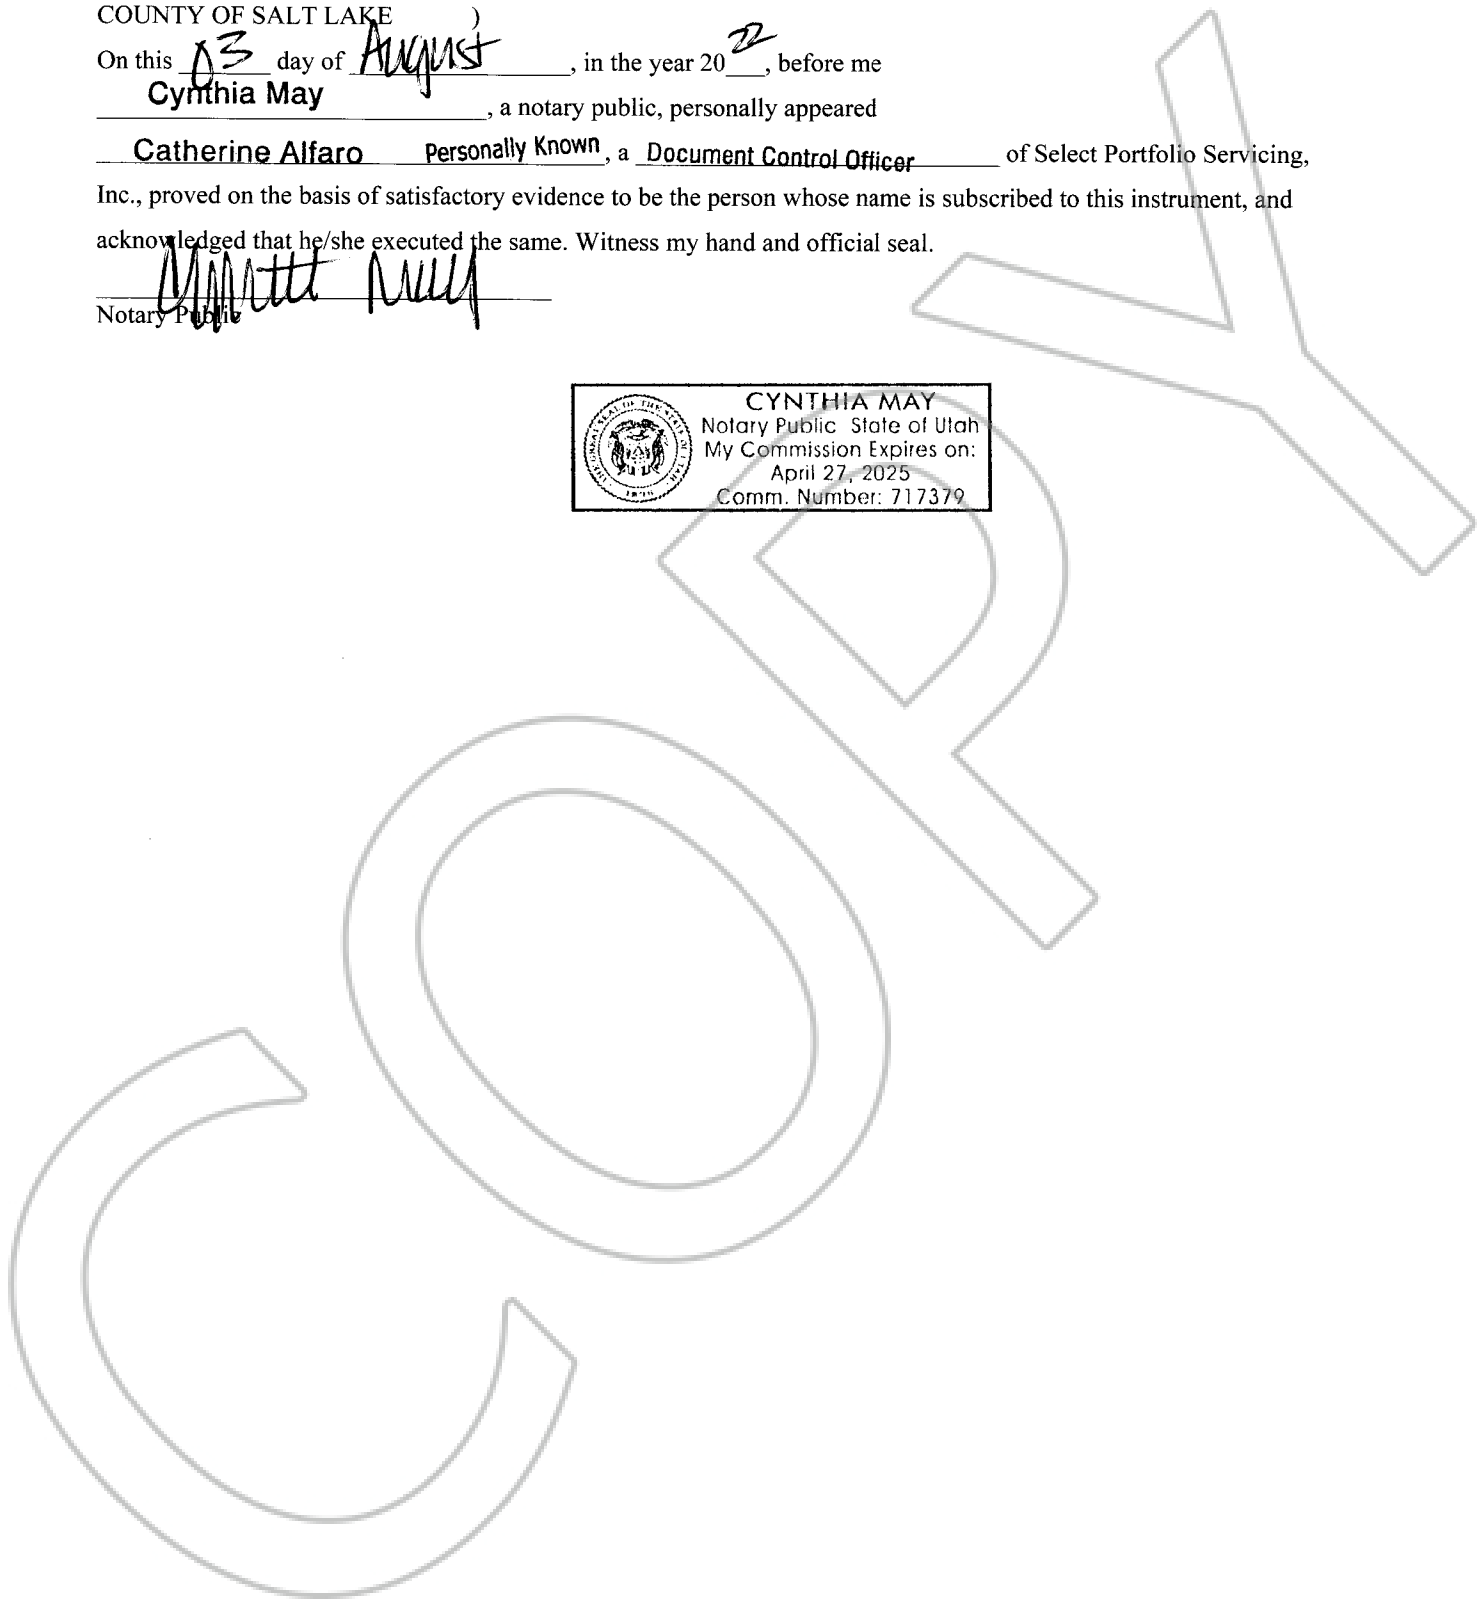 COUNTY OF SALT LAKE )
On this 03 day of August, in the year 20 22, before me
Cynthia May, a notary public, personally appeared
Catherine Alfaro Personally Known, a Document Control Officer of Select Portfolio Servicing,
Inc., proved on the basis of satisfactory evidence to be the person whose name is subscribed to this instrument, and
acknowledged that he/she executed the same. Witness my hand and official seal.
Notary Public
CYNTHIA MAY
Notary Public State of Utah
My Commission Expires on:
April 27, 2025
Comm. Number: 717379
COPY